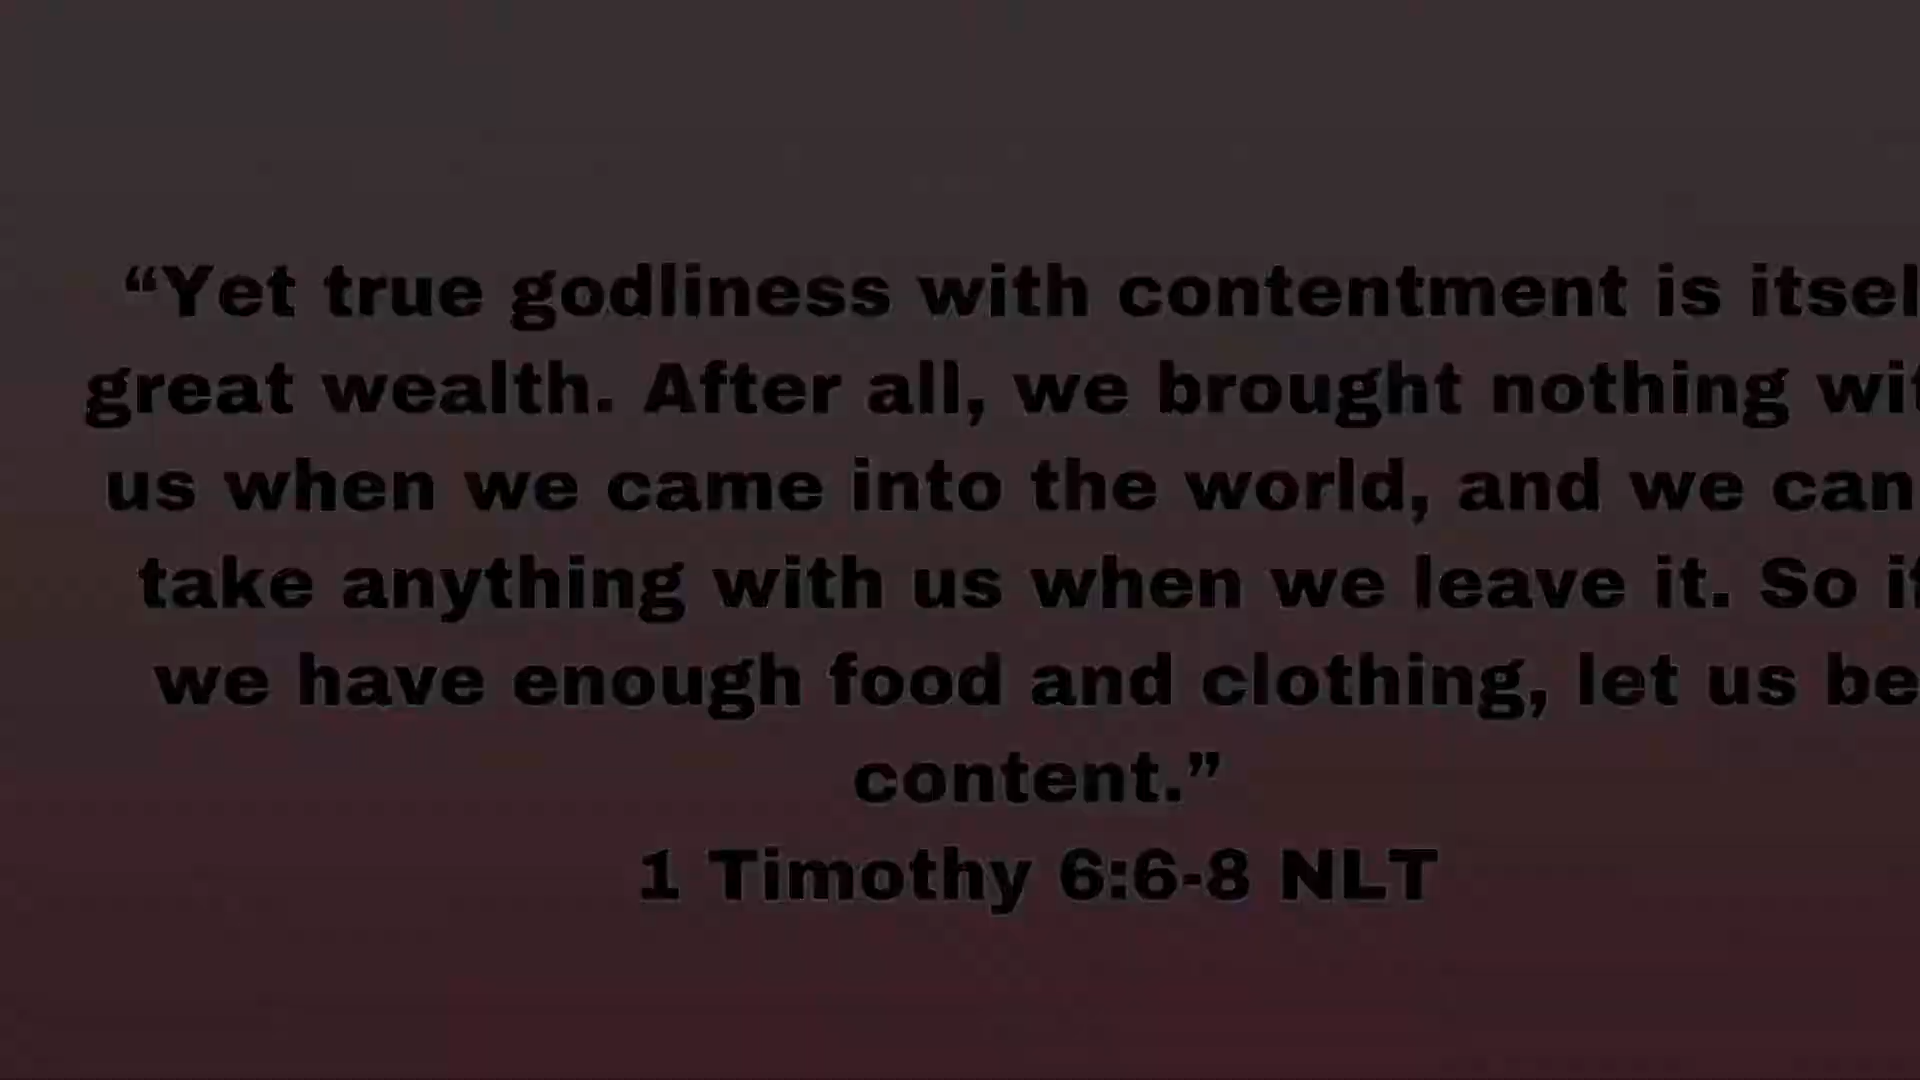 “Yet true godliness with contentment is itsel
great wealth. After all, we brought nothing wit
us when we came into the world, and we can
take anything with us when we leave it. So if
we have enough food and clothing, let us be
content.”
1 Timothy 6:6-8 NLT